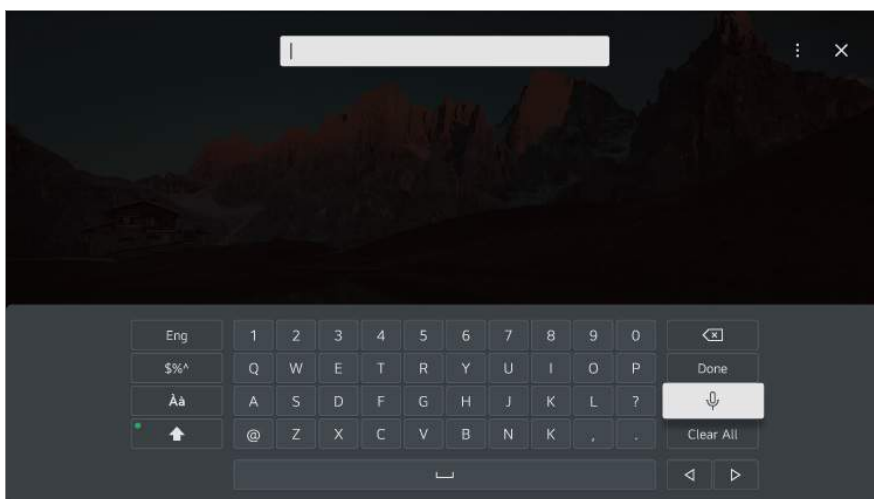 Eng 1 2 3 4 5 6 7 8 9 0
$%^ Q W E T R Y U I O P Done
Àà A S D F G H J K L ?
@ Z X C V B N K , . Clear All